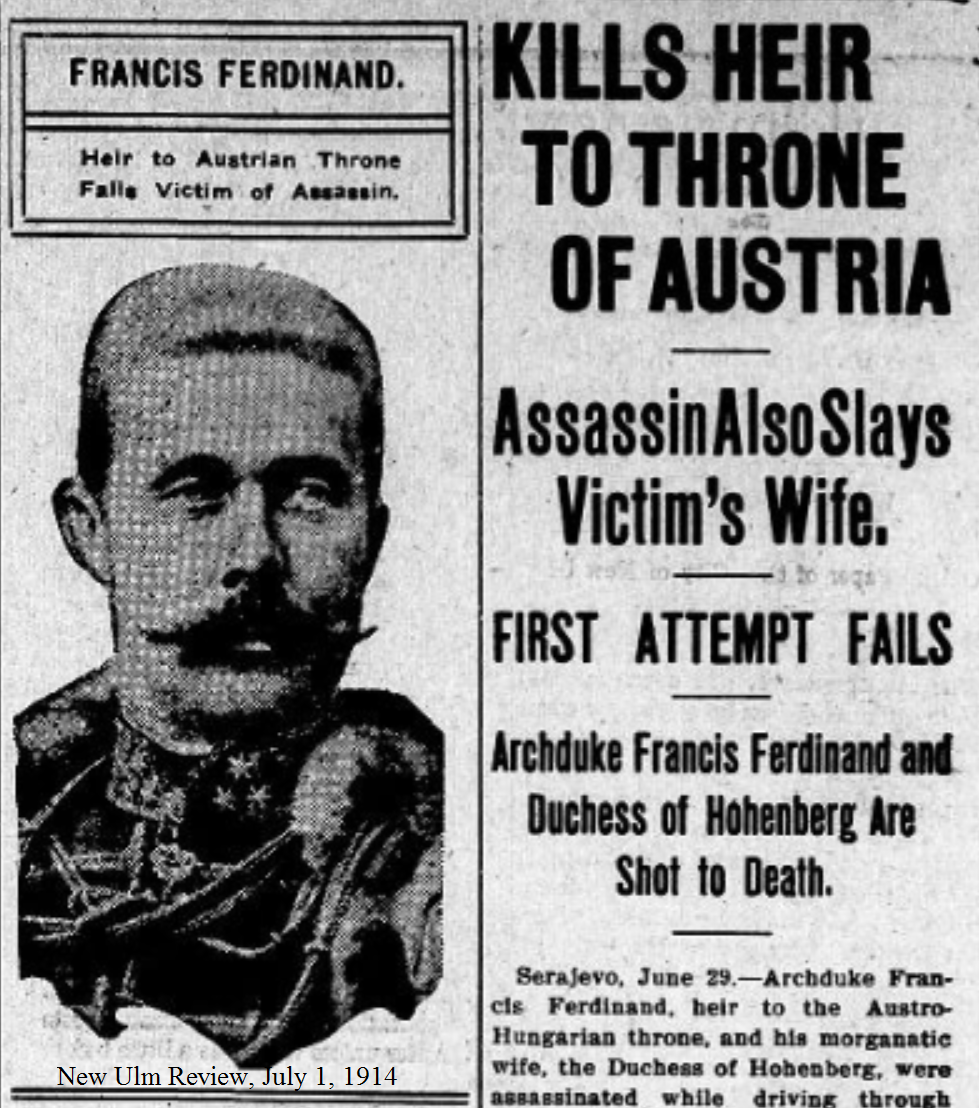 FRANCIS FERDINAND.
Heir to Austrian Throne
Falls Victim of Assassin.
New Ulm Review, July 1, 1914
KILLS HEIR
TO THRONE
OF AUSTRIA
Assassin Also Slays
Victim's Wife.
FIRST ATTEMPT FAILS
Archduke Francis Ferdinand and
Duchess of Hohenberg Are
Shot to Death.
Serajevo, June 29.—Archduke Fran-
cis Ferdinand, heir to the Austro-
Hungarian throne, and his morganatic
wife, the Duchess of Hohenberg, were
assassinated while driving through